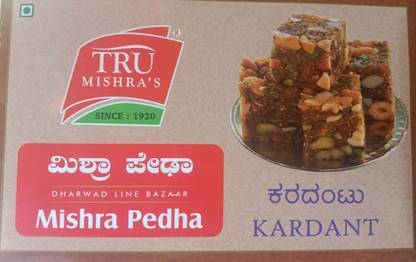 TRU
®
MISHRA'S
SINCE : 1920
ಮಿಶ್ರಾ ಪೇಢಾ
DHARWAD LINE BAZAAR
Mishra Pedha
ಕರದಂಟು
KARDANT